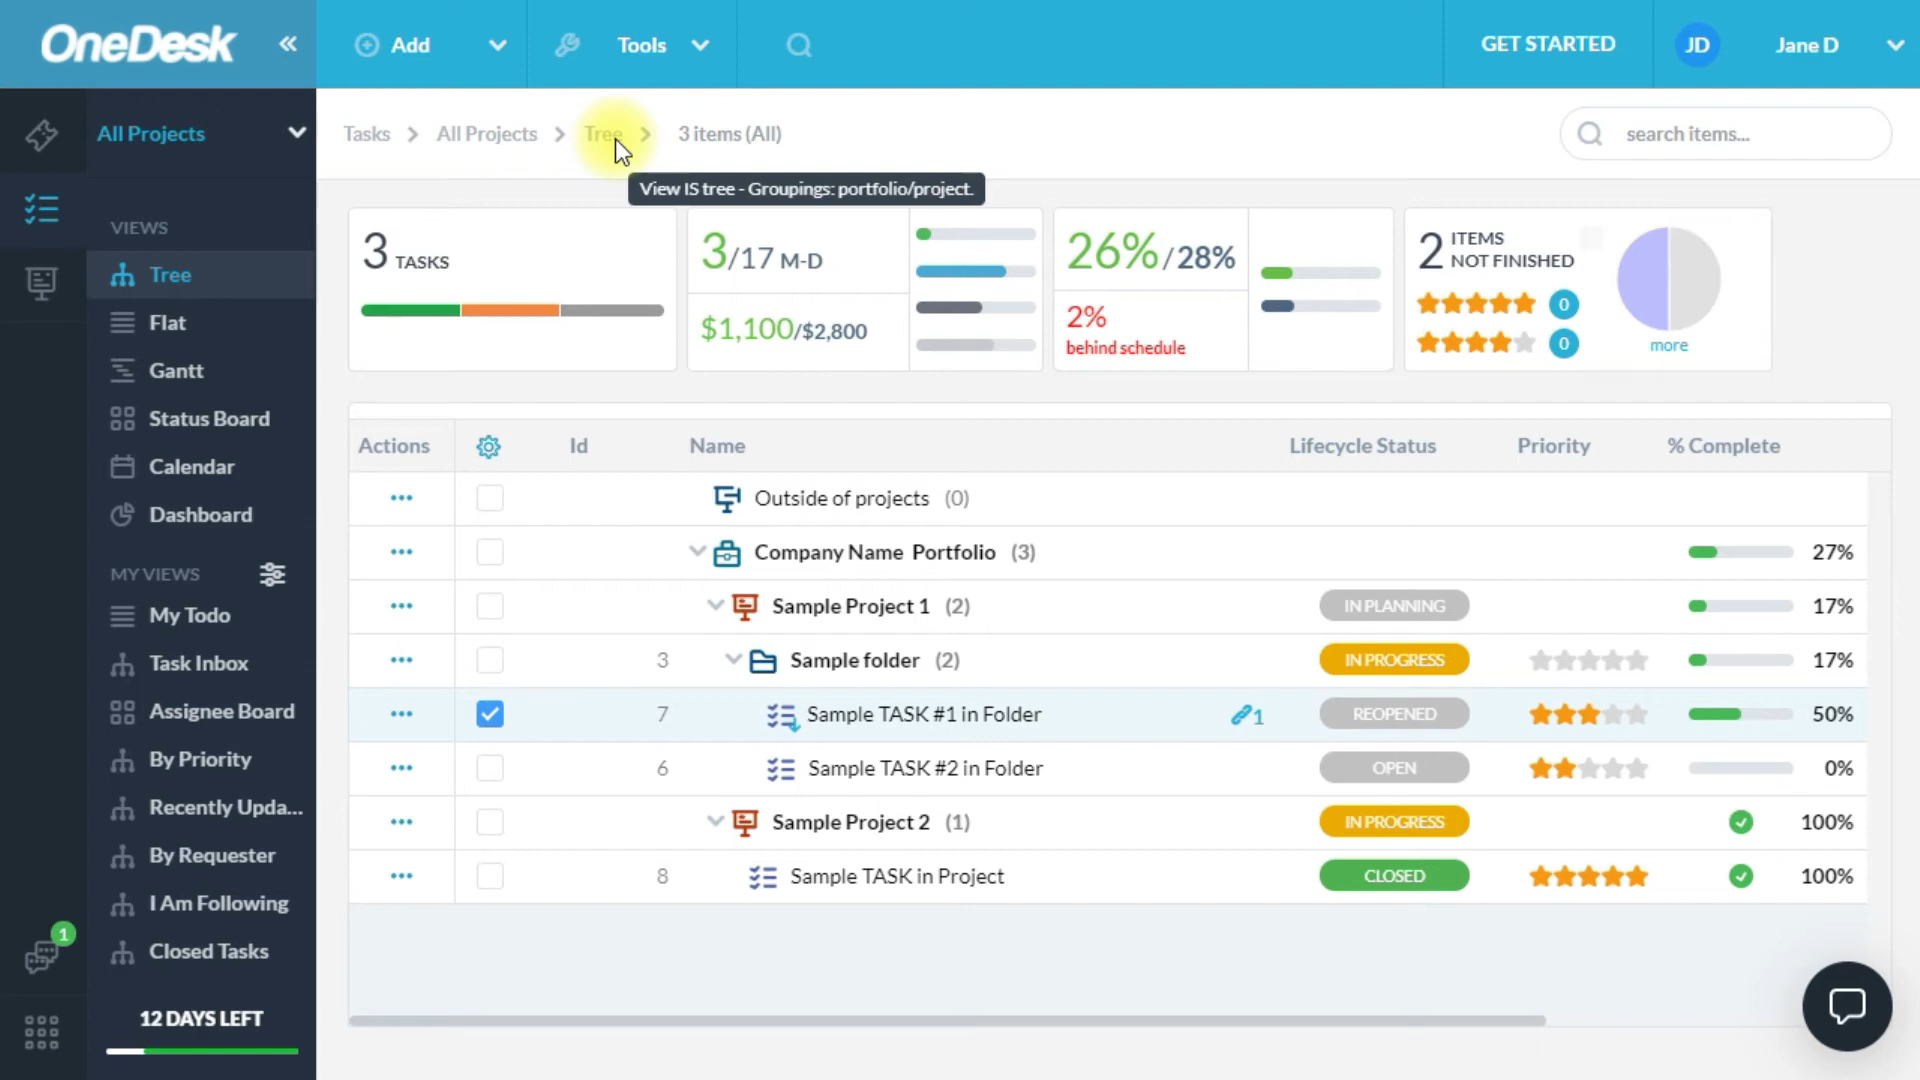 OneDesk
Add
Tools
GET STARTED
JD
Jane D
All Projects
Tasks
All Projects
Tree
3 items (All)
search items...
View IS tree - Groupings: portfolio/project.
VIEWS
Tree
Flat
Gantt
Status Board
Calendar
Dashboard
MY VIEWS
My Todo
Task Inbox
Assignee Board
By Priority
Recently Upda...
By Requester
I Am Following
Closed Tasks
1
12 DAYS LEFT
3 TASKS
3/17 M-D
$1,100/$2,800
26%/28%
2%
behind schedule
2 ITEMS
NOT FINISHED
0
0
more
Actions Id Name Lifecycle Status Priority % Complete
Outside of projects (0)
Company Name Portfolio (3) 27%
Sample Project 1 (2) IN PLANNING 17%
3 Sample folder (2) IN PROGRESS 17%
7 Sample TASK #1 in Folder 1 REOPENED 50%
6 Sample TASK #2 in Folder OPEN 0%
Sample Project 2 (1) IN PROGRESS 100%
8 Sample TASK in Project CLOSED 100%